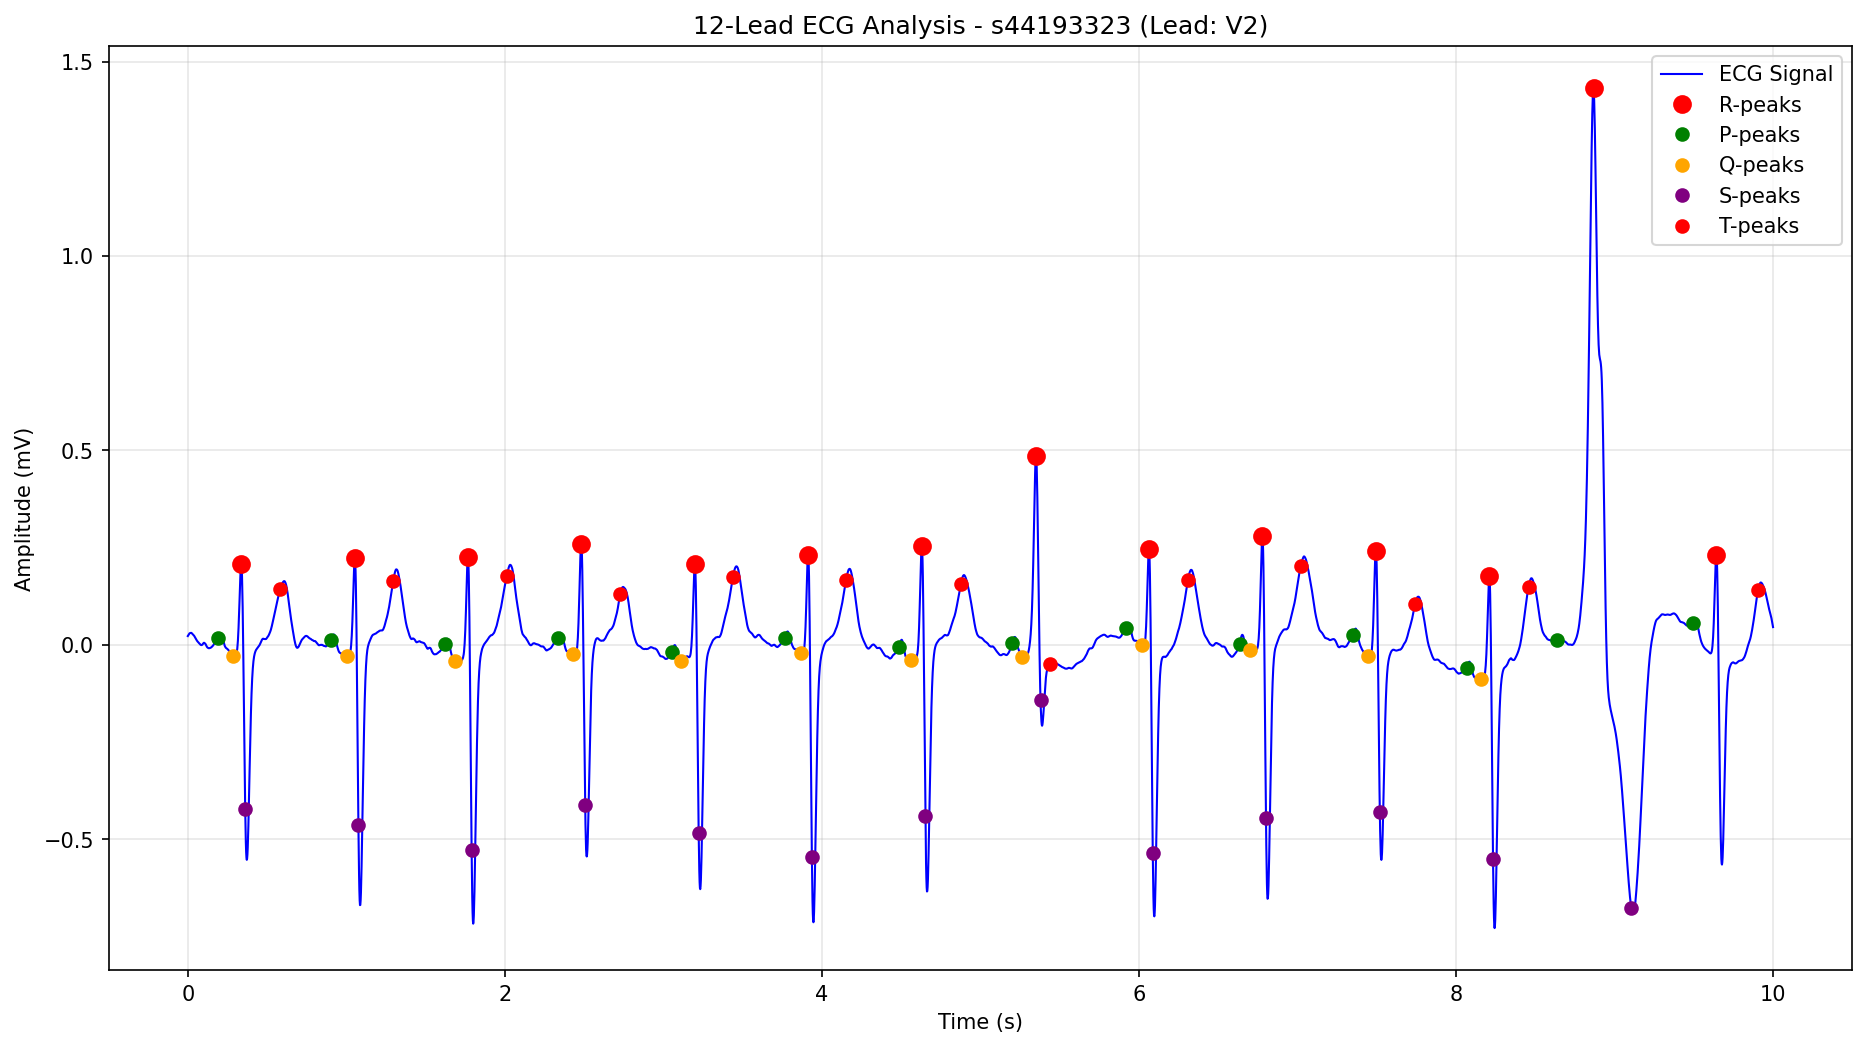 12-Lead ECG Analysis - s44193323 (Lead: V2)
1.5
1.0
0.5
0.0
−0.5
Amplitude (mV)
ECG Signal
R-peaks
P-peaks
Q-peaks
S-peaks
T-peaks
0 2 4 6 8 10
Time (s)